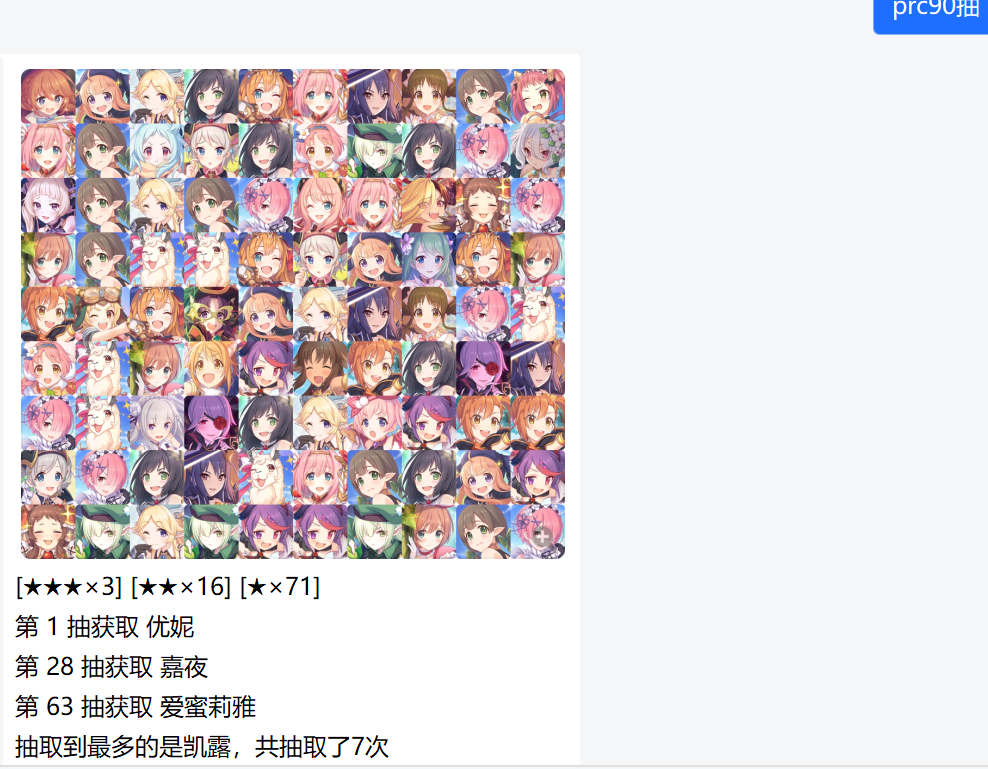 prc90抽
[★★★×3] [★★×16] [★×71]
第 1 抽获取 优妮
第 28 抽获取 嘉夜
第 63 抽获取 爱蜜莉雅
抽取到最多的是凯露，共抽取了7次